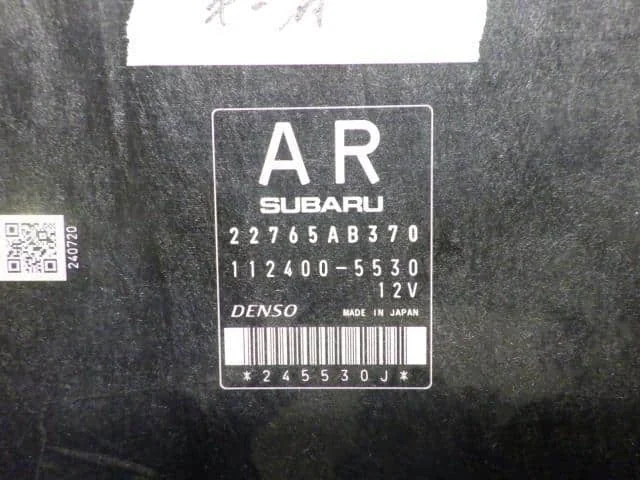 AR
SUBARU
22765AB370
112400-5530
12V
DENSO MADE IN JAPAN
*245530J*
240720